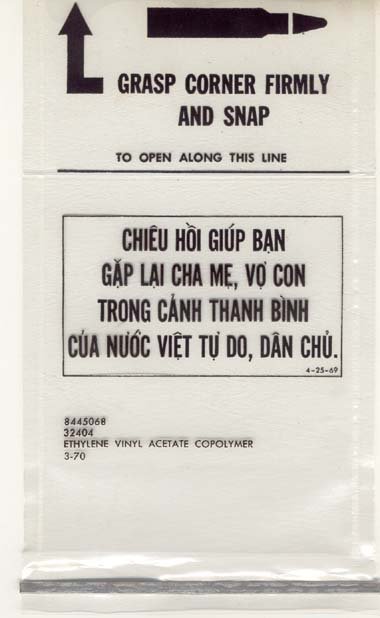 GRASP CORNER FIRMLY
AND SNAP
TO OPEN ALONG THIS LINE
CHIÊU HỒI GIÚP BẠN
GẶP LẠI CHA MẸ, VỢ CON
TRONG CẢNH THANH BÌNH
CỦA NƯỚC VIỆT TỰ DO, DÂN CHỦ.
4-25-69
8445068
32404
ETHYLENE VINYL ACETATE COPOLYMER
3-70